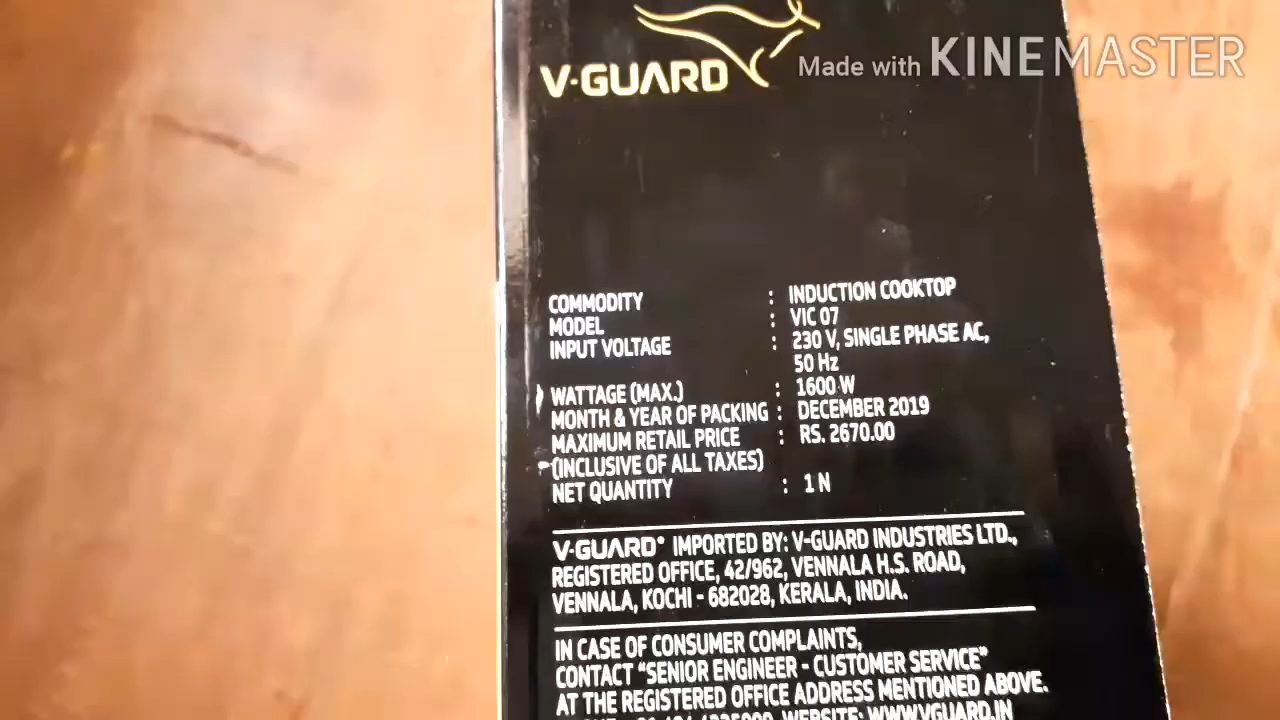 Made with KINEMASTER
V-GUARD
COMMODITY : INDUCTION COOKTOP
MODEL : VIC 07
INPUT VOLTAGE : 230 V, SINGLE PHASE AC,
50 Hz
WATTAGE (MAX.) : 1600 W
MONTH & YEAR OF PACKING : DECEMBER 2019
MAXIMUM RETAIL PRICE : RS. 2670.00
(INCLUSIVE OF ALL TAXES)
NET QUANTITY : 1 N
V-GUARD® IMPORTED BY: V-GUARD INDUSTRIES LTD.,
REGISTERED OFFICE, 42/962, VENNALA H.S. ROAD,
VENNALA, KOCHI - 682028, KERALA, INDIA.
IN CASE OF CONSUMER COMPLAINTS,
CONTACT "SENIOR ENGINEER - CUSTOMER SERVICE"
AT THE REGISTERED OFFICE ADDRESS MENTIONED ABOVE.
WEBSITE: WWW.VGUARD.IN